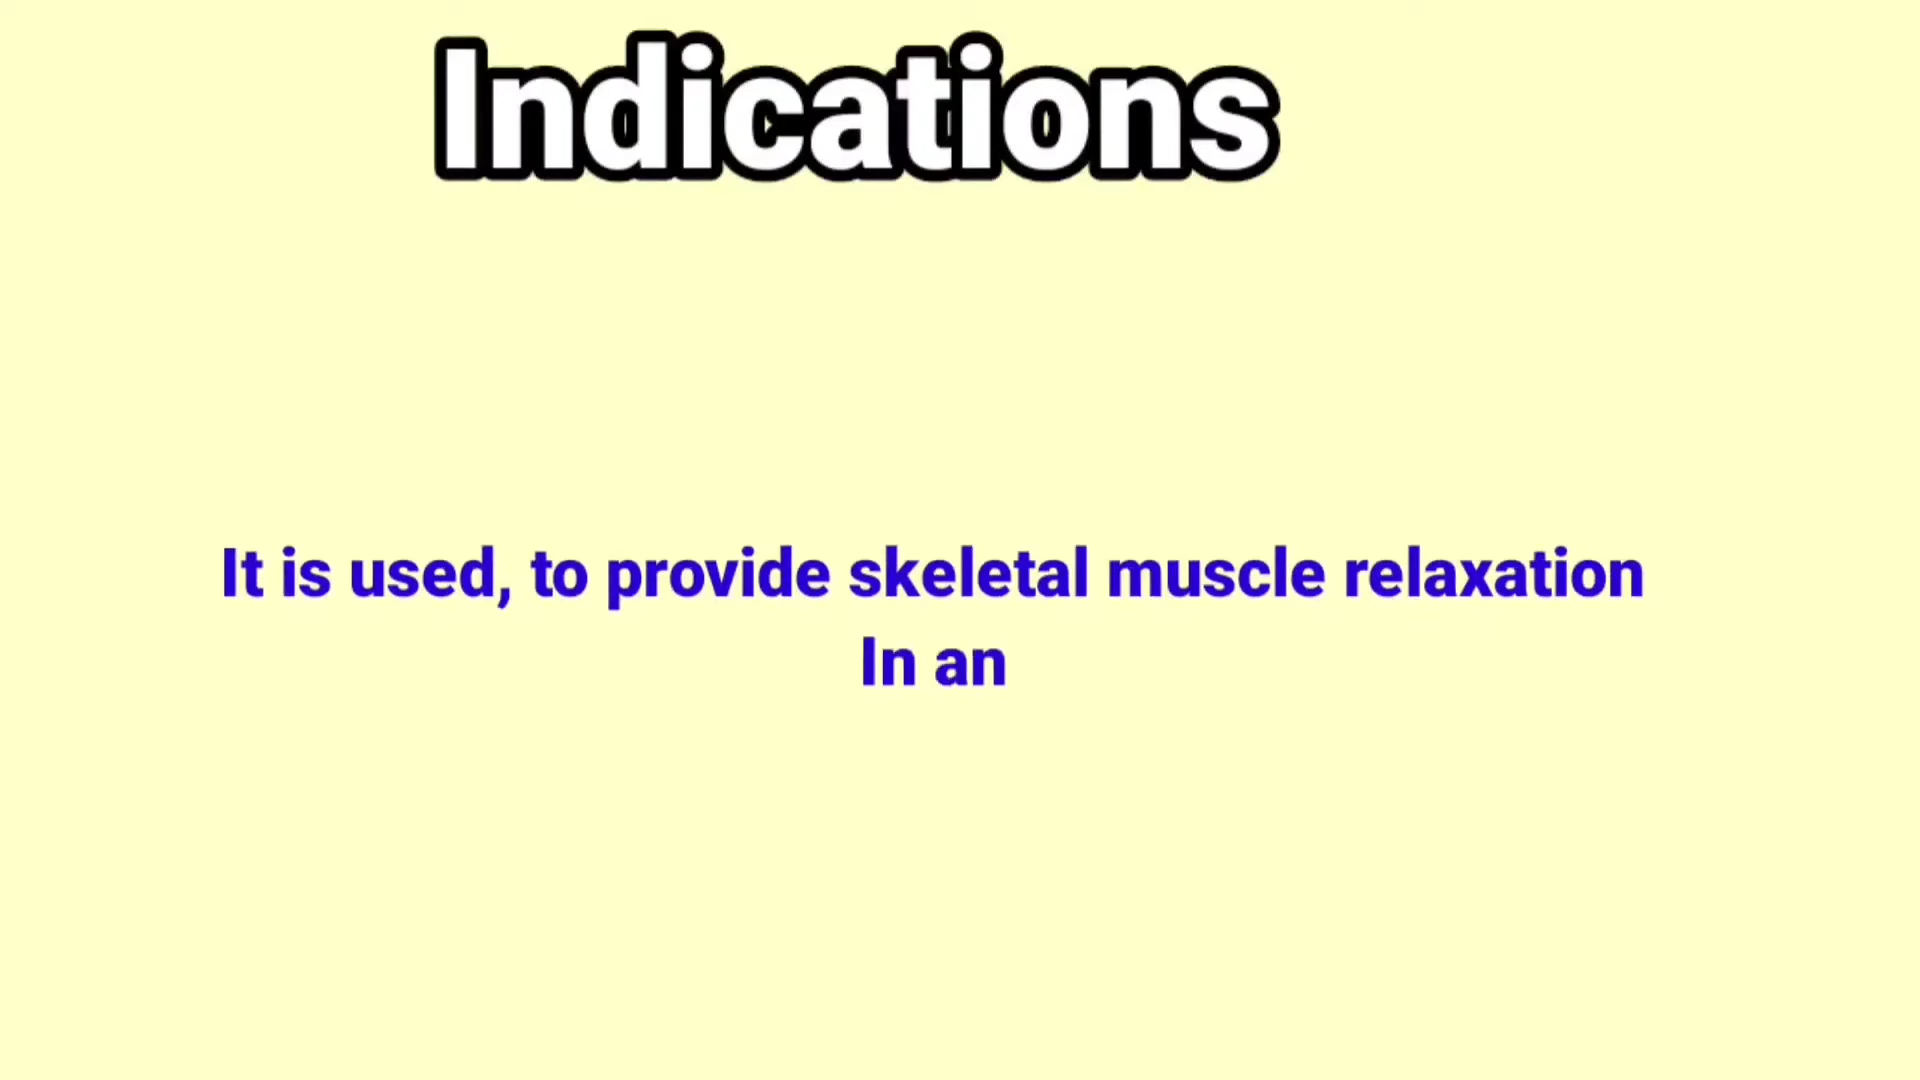 Indications
It is used, to provide skeletal muscle relaxation
In an